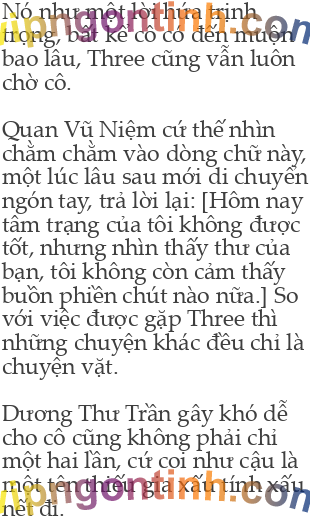 Nó như một lời hứa trịnh
trọng, bất kể cô có đến muộn
bao lâu, Three cũng vẫn luôn
chờ cô.
Quan Vũ Niệm cứ thế nhìn
chằm chằm vào dòng chữ này,
một lúc lâu sau mới di chuyển
ngón tay, trả lời lại: [Hôm nay
tâm trạng của tôi không được
tốt, nhưng nhìn thấy thư của
bạn, tôi không còn cảm thấy
buồn phiền chút nào nữa.] So
với việc được gặp Three thì
những chuyện khác đều chỉ là
chuyện vặt.
Dương Thư Trần gây khó dễ
cho cô cũng không phải chỉ
một hai lần, cứ coi như cậu là
một tên thiếu gia xấu tính xấu
nết đi.
vipngontinh.com
vipngontinh.com